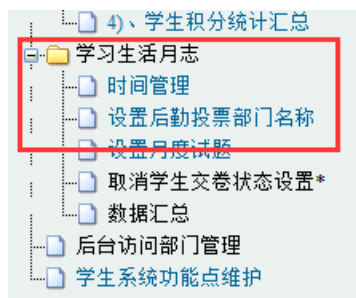 4)、学生积分统计汇总
学习生活月志
时间管理
设置后勤投票部门名称
设置月度试题
取消学生交卷状态设置*
数据汇总
后台访问部门管理
学生系统功能点维护